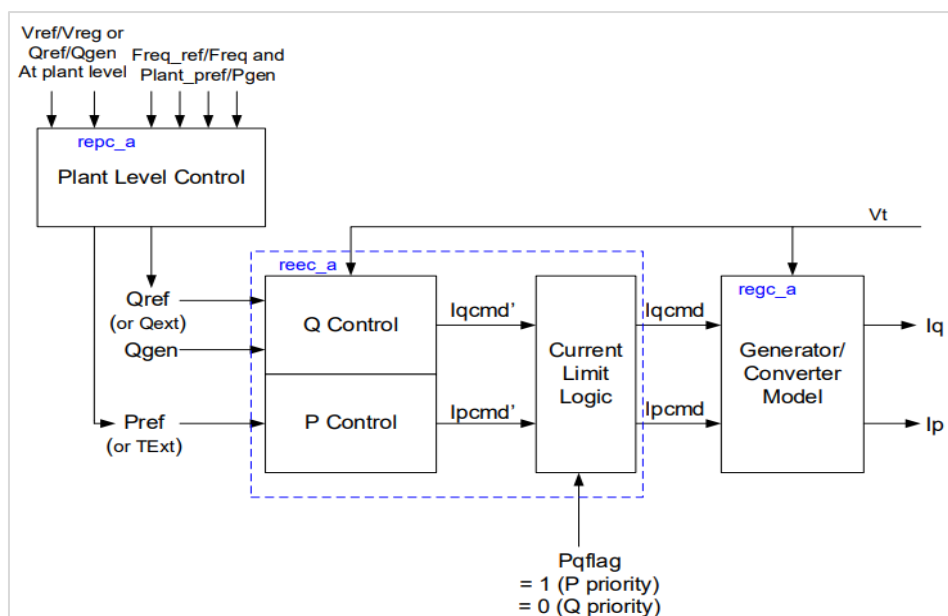 Vref/Vreg or
Qref/Qgen
At plant level
Freq_ref/Freq and
Plant_pref/Pgen
repc_a
Plant Level Control
Vt
reec_a
regc_a
Qref
(or Qext)
Qgen
Q Control
Iqcmd'
Iqcmd
Iq
Current
Limit
Logic
Generator/
Converter
Model
Pref
(or TExt)
P Control
Ipcmd'
Ipcmd
Ip
Pqflag
= 1 (P priority)
= 0 (Q priority)